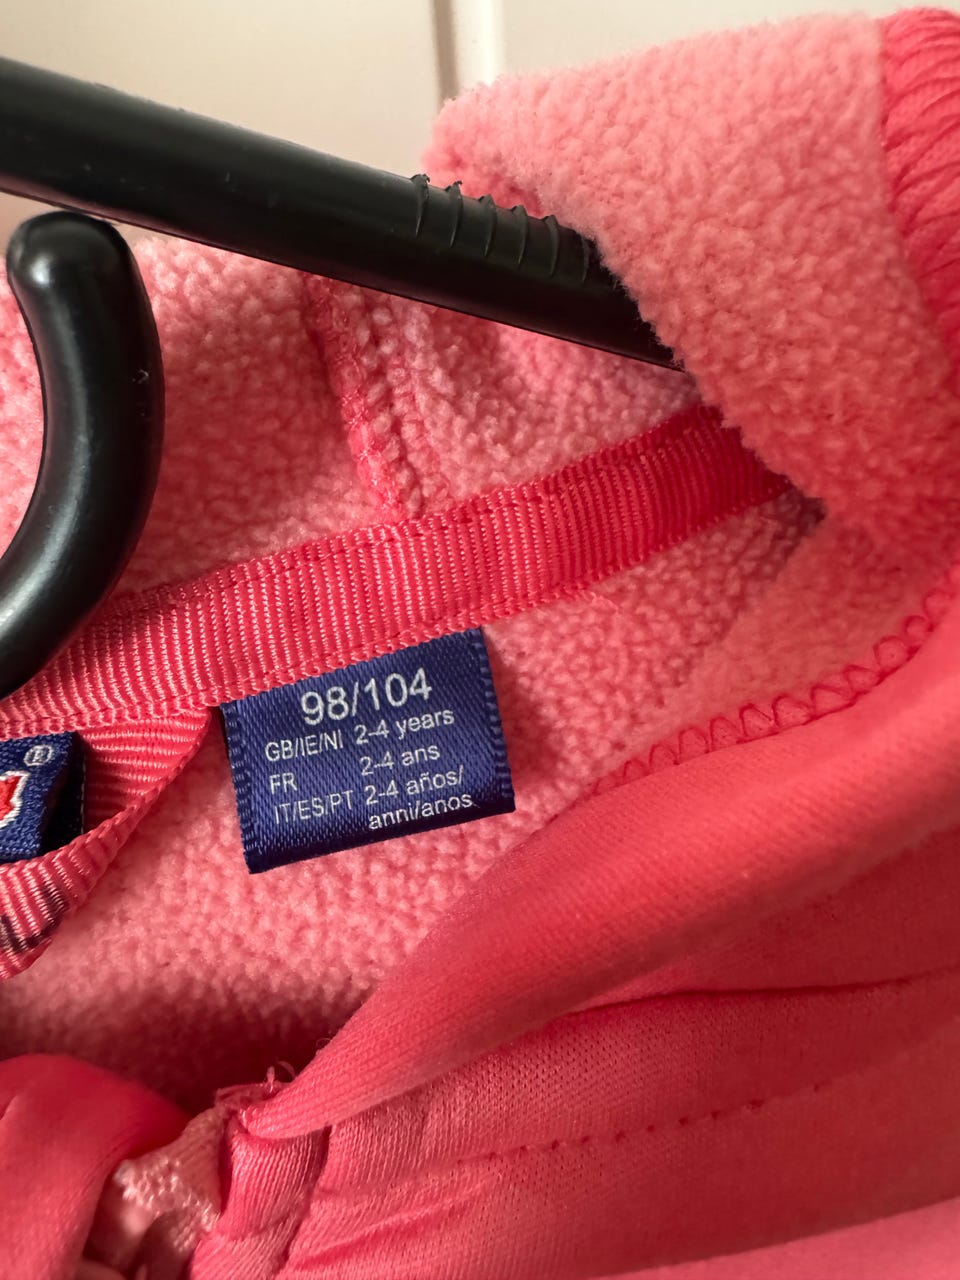 98/104
GB/IE/NI 2-4 years
FR 2-4 ans
IT/ES/PT 2-4 años/
anni/anos
®